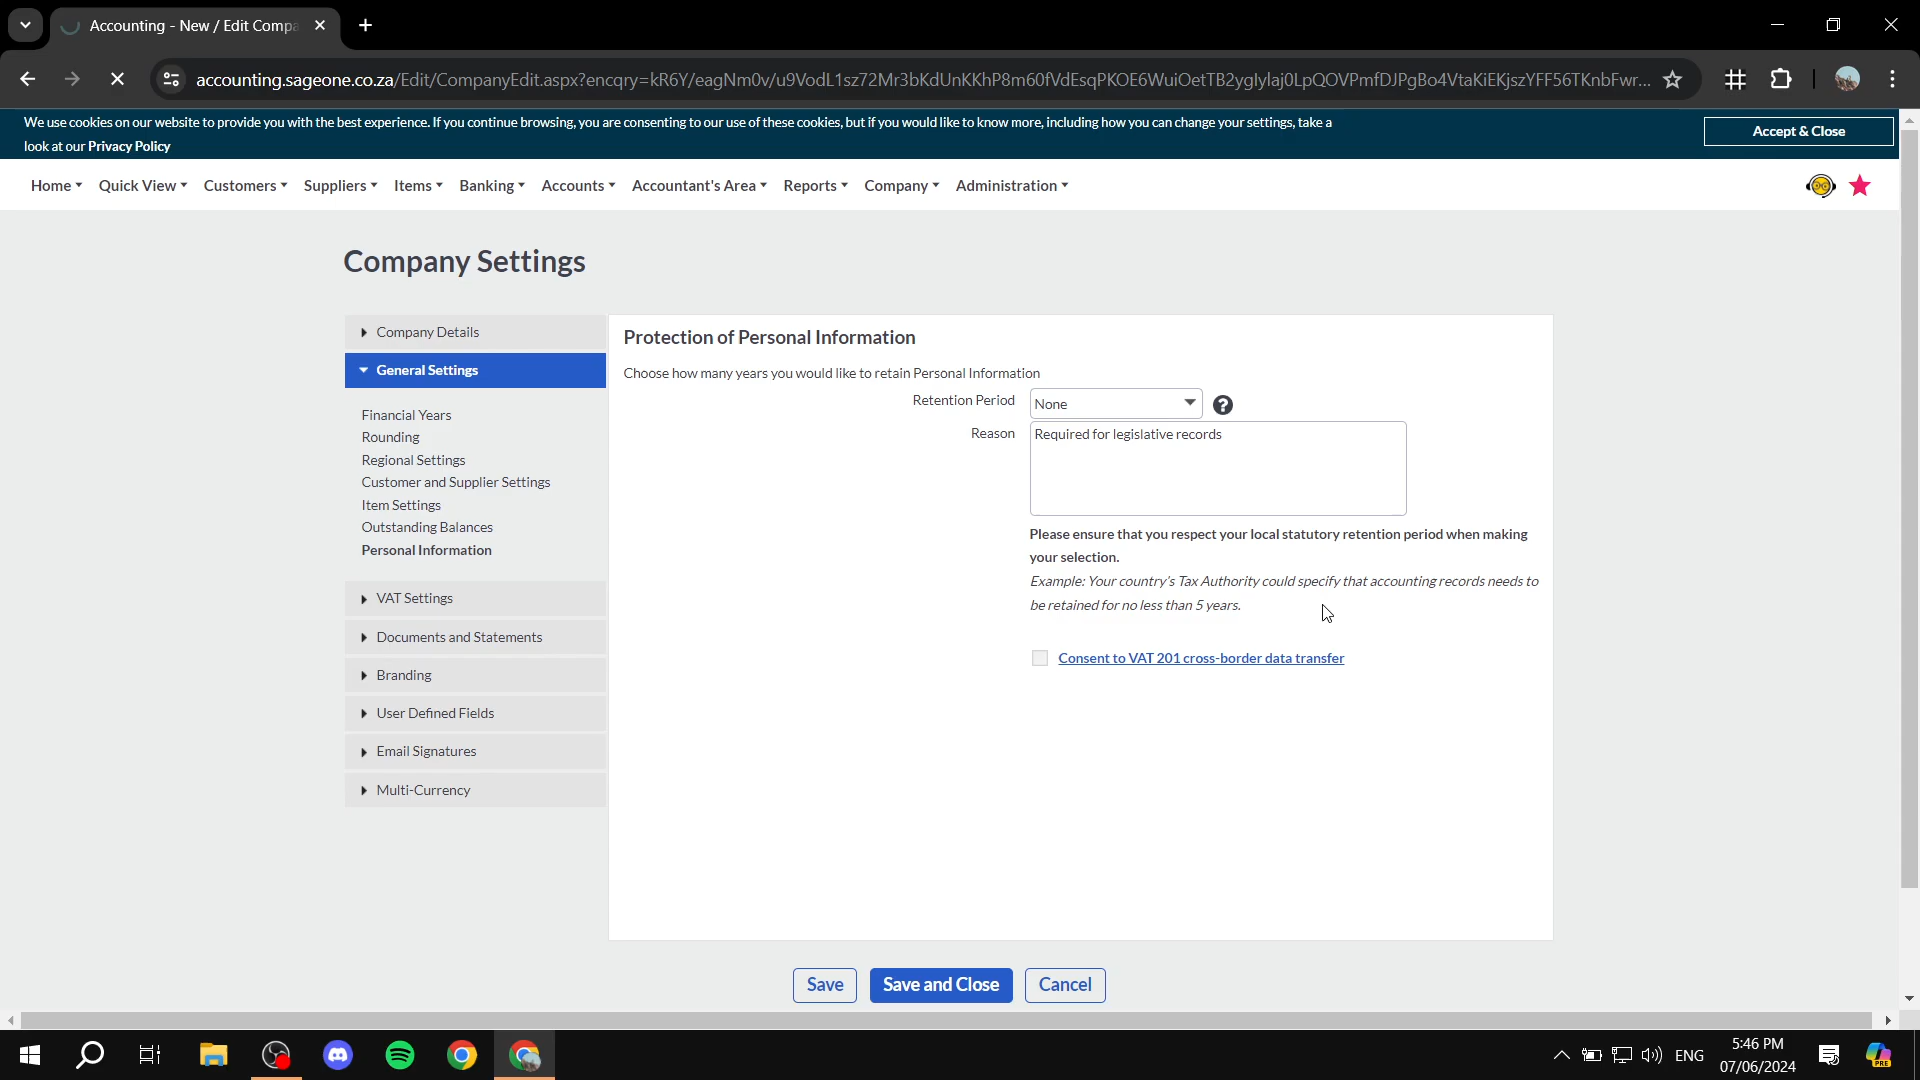 Accounting - New / Edit Compa
accounting.sageone.co.za/Edit/CompanyEdit.aspx?encqry=kR6Y/eagNm0v/u9VodL1sz72Mr3bKdUnKKhP8m60fVdEsqPKOE6WuiOetTB2ygIylaj0LpQOVPmfDJPgBo4VtaKiEKjszYFF56TKnbFwr...
We use cookies on our website to provide you with the best experience. If you continue browsing, you are consenting to our use of these cookies, but if you would like to know more, including how you can change your settings, take a
look at our Privacy Policy
Accept & Close
Home Quick View Customers Suppliers Items Banking Accounts Accountant's Area Reports Company Administration
Company Settings
Company Details
General Settings
Financial Years
Rounding
Regional Settings
Customer and Supplier Settings
Item Settings
Outstanding Balances
Personal Information
VAT Settings
Documents and Statements
Branding
User Defined Fields
Email Signatures
Multi-Currency
Protection of Personal Information
Choose how many years you would like to retain Personal Information
Retention Period None ?
Reason Required for legislative records
Please ensure that you respect your local statutory retention period when making
your selection.
Example: Your country's Tax Authority could specify that accounting records needs to
be retained for no less than 5 years.
Consent to VAT 201 cross-border data transfer
Save Save and Close Cancel
ENG
5:46 PM
07/06/2024
PRE